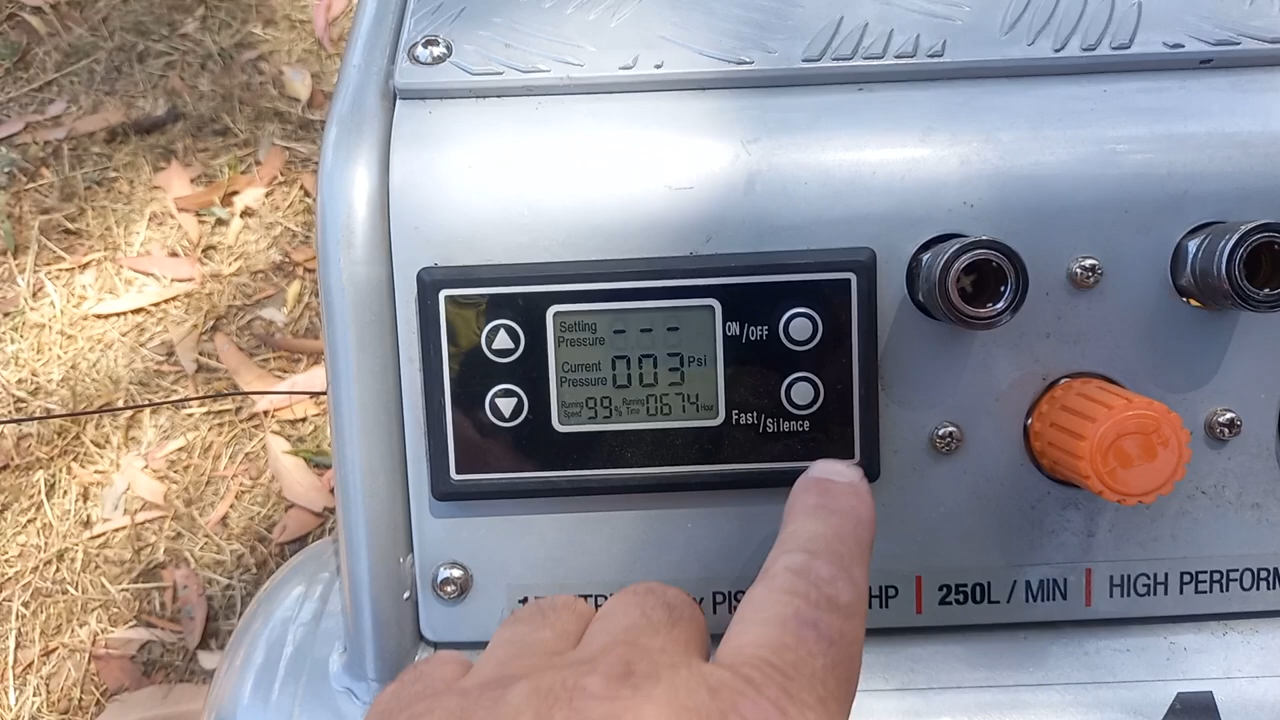 Setting
Pressure
---
Current
Pressure
003
Psi
Running
Speed
99
%
Running
Time
0674
Hour
ON/OFF
Fast/Silence
HP | 250L / MIN | HIGH PERFORM